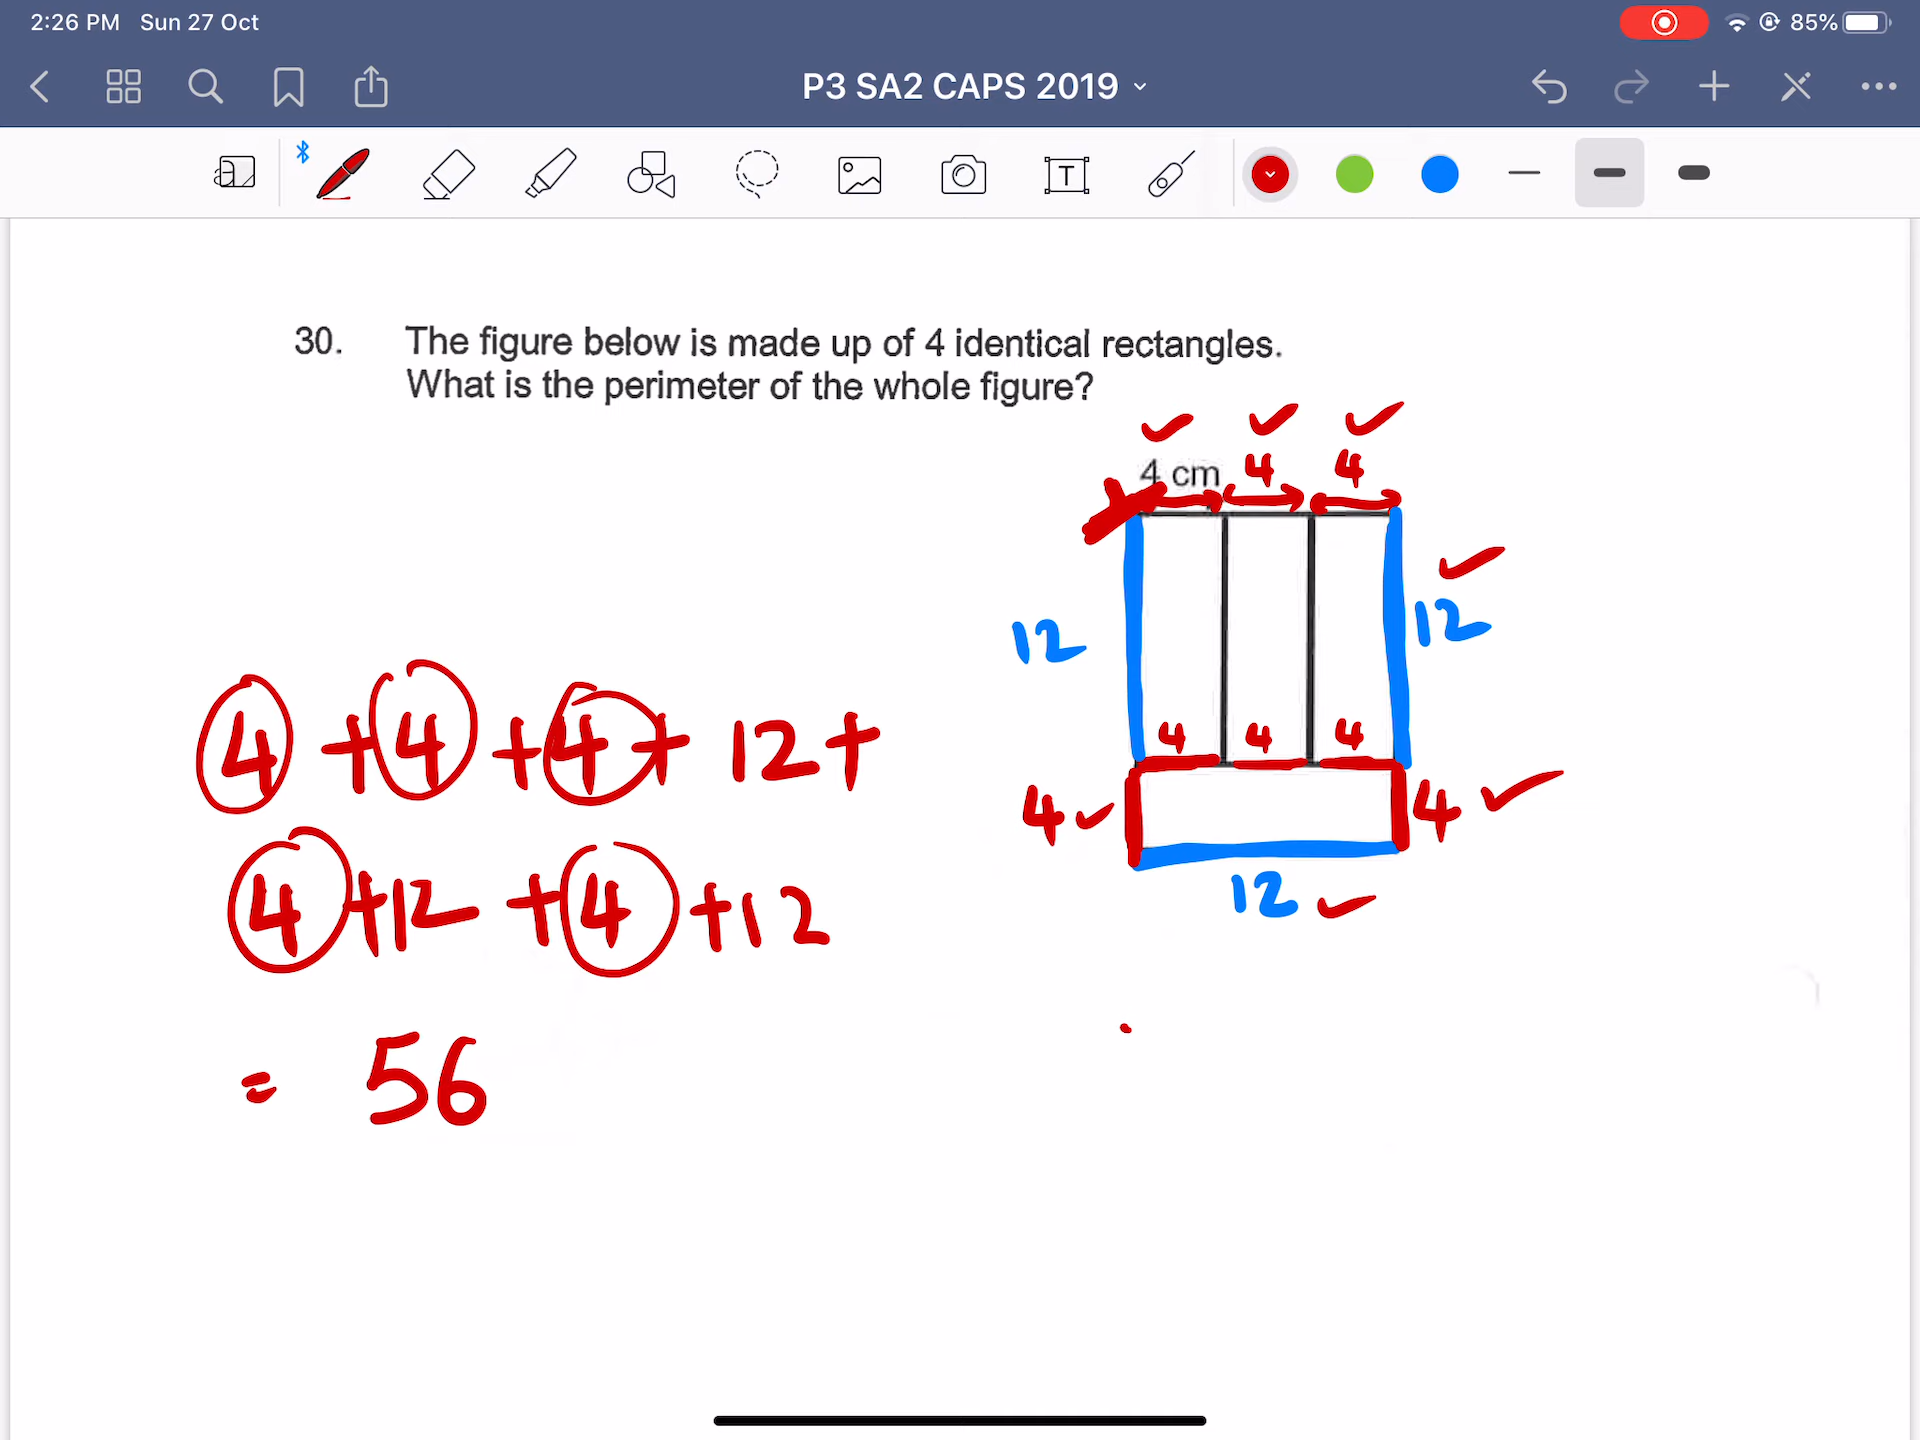 2:26 PM Sun 27 Oct
85%
P3 SA2 CAPS 2019
30. The figure below is made up of 4 identical rectangles.
What is the perimeter of the whole figure?
4 cm 4 4
12 12
4 4 4
4 4
12
4 + 4 + 4 + 12 +
4 + 12 + 4 + 12
= 56